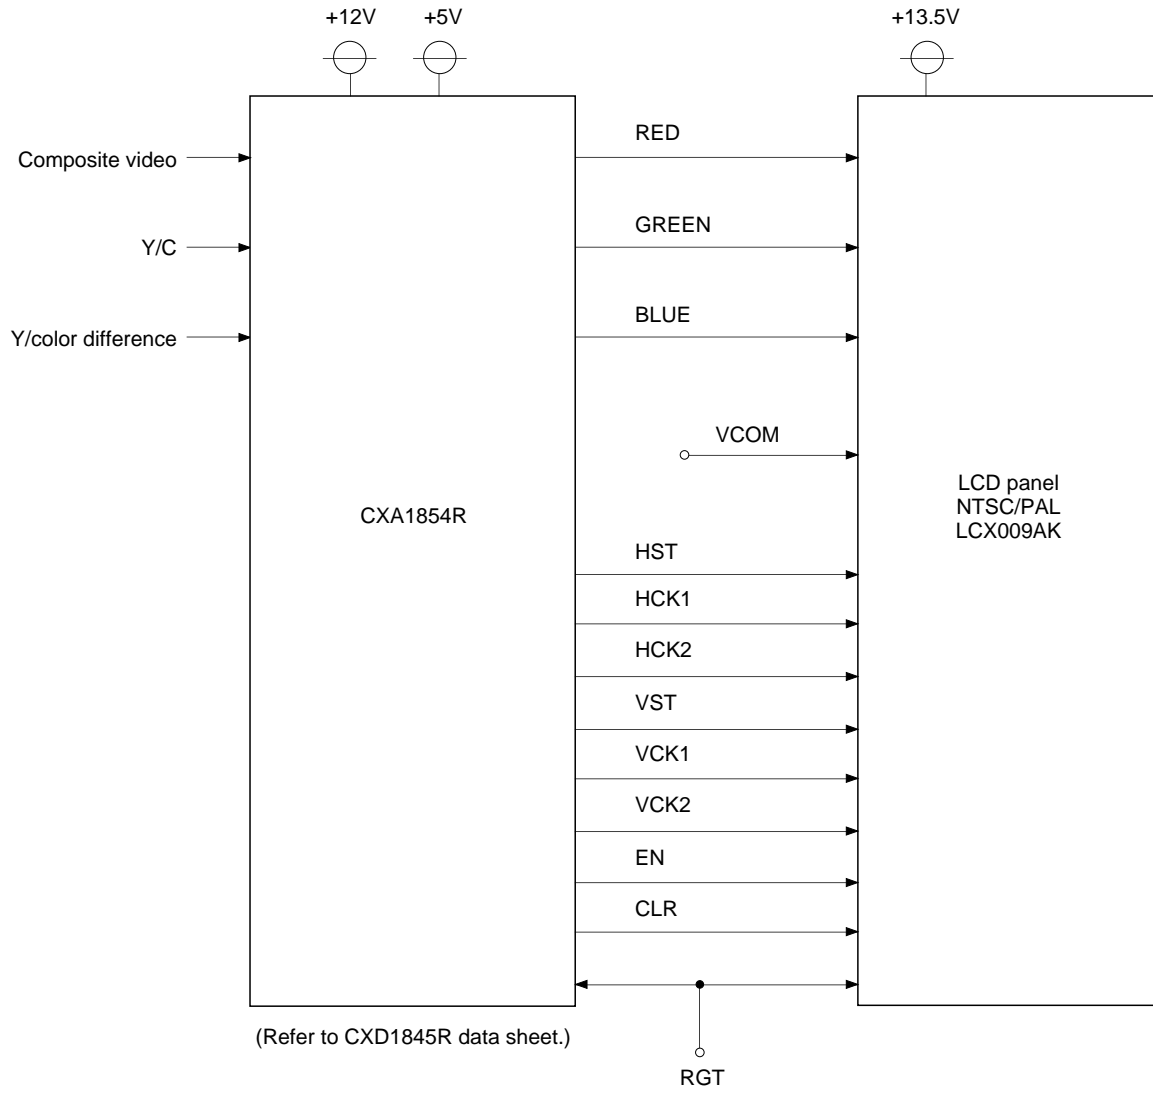 +12V
+5V
+13.5V
RED
Composite video
GREEN
Y/C
BLUE
Y/color difference
VCOM
LCD panel
NTSC/PAL
LCX009AK
CXA1854R
HST
HCK1
HCK2
VST
VCK1
VCK2
EN
CLR
(Refer to CXD1845R data sheet.)
RGT